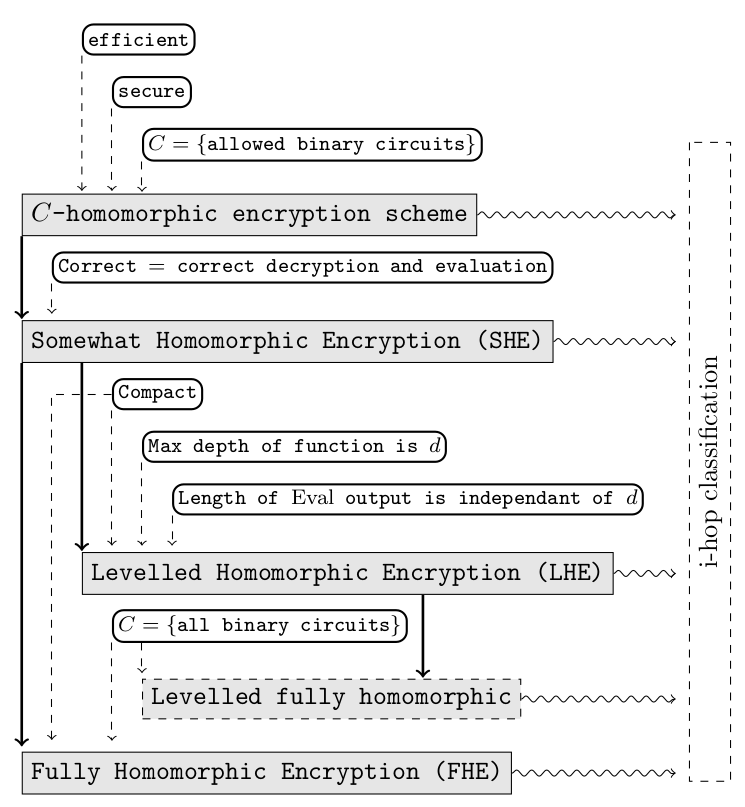 efficient
secure
C = {allowed binary circuits}
C-homomorphic encryption scheme
Correct = correct decryption and evaluation
Somewhat Homomorphic Encryption (SHE)
Compact
Max depth of function is d
Length of Eval output is independant of d
Levelled Homomorphic Encryption (LHE)
C = {all binary circuits}
Levelled fully homomorphic
Fully Homomorphic Encryption (FHE)
i-hop classification